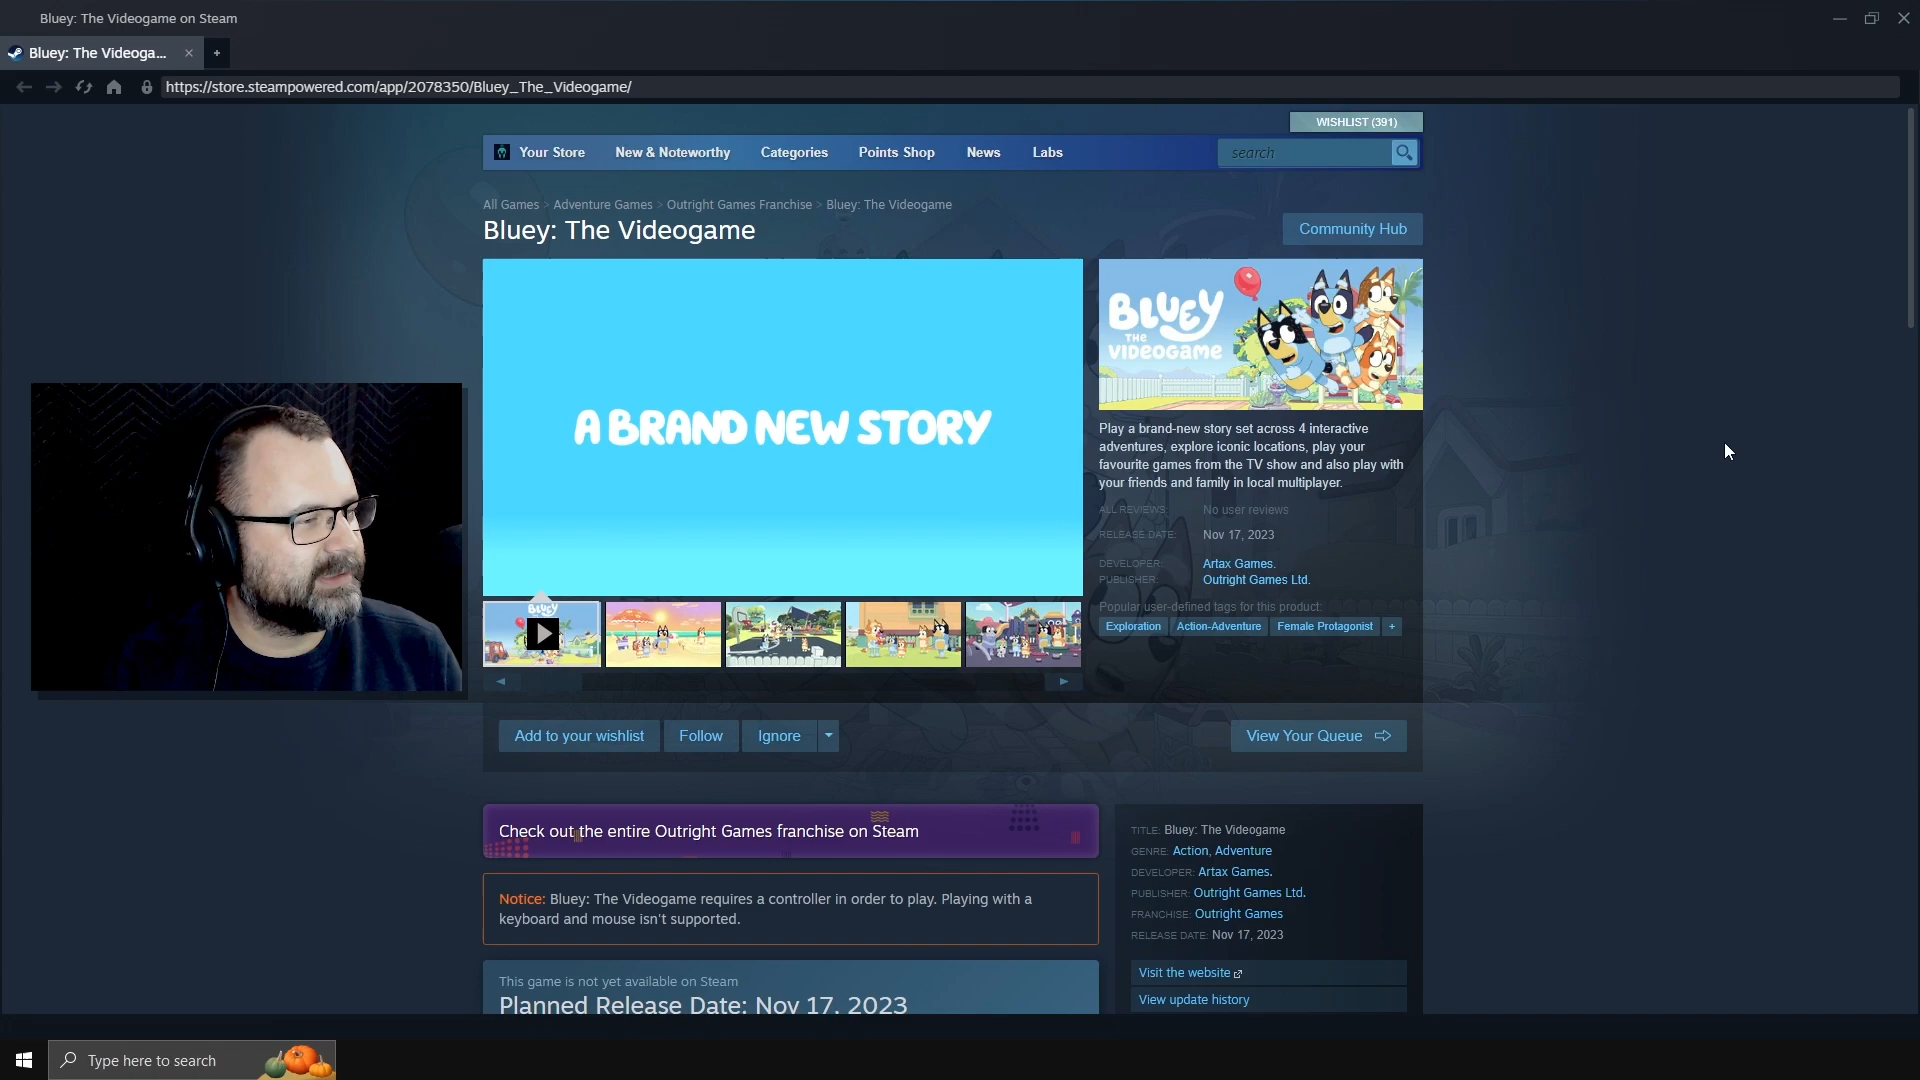 Bluey: The Videogame on Steam
Bluey: The Videoga...
https://store.steampowered.com/app/2078350/Bluey_The_Videogame/
WISHLIST (391)
Your Store
New & Noteworthy
Categories
Points Shop
News
Labs
search
All Games > Adventure Games > Outright Games Franchise > Bluey: The Videogame
Bluey: The Videogame
Community Hub
A BRAND NEW STORY
BLUEY
THE
VIDEOGAME
Play a brand-new story set across 4 interactive
adventures, explore iconic locations, play your
favourite games from the TV show and also play with
your friends and family in local multiplayer.
ALL REVIEWS: No user reviews
RELEASE DATE: Nov 17, 2023
DEVELOPER: Artax Games.
PUBLISHER: Outright Games Ltd.
Popular user-defined tags for this product:
Exploration
Action-Adventure
Female Protagonist
+
BLUEY
Add to your wishlist
Follow
Ignore
View Your Queue
Check out the entire Outright Games franchise on Steam
Notice: Bluey: The Videogame requires a controller in order to play. Playing with a
keyboard and mouse isn't supported.
This game is not yet available on Steam
Planned Release Date: Nov 17, 2023
TITLE: Bluey: The Videogame
GENRE: Action, Adventure
DEVELOPER: Artax Games.
PUBLISHER: Outright Games Ltd.
FRANCHISE: Outright Games
RELEASE DATE: Nov 17, 2023
Visit the website
View update history
Type here to search